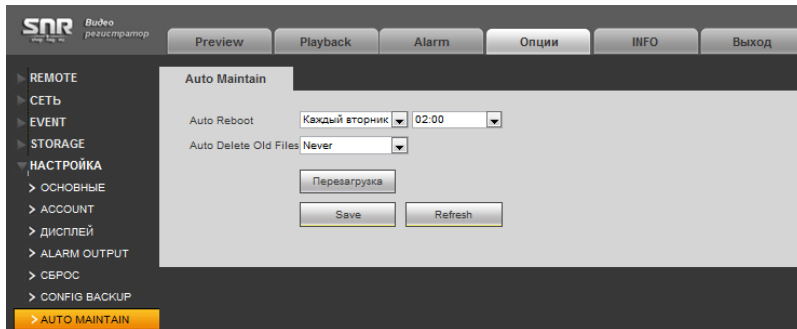 SNR
Видео
регистратор
Preview
Playback
Alarm
Опции
INFO
Выход
REMOTE
СЕТЬ
EVENT
STORAGE
НАСТРОЙКА
ОСНОВНЫЕ
ACCOUNT
ДИСПЛЕЙ
ALARM OUTPUT
СБРОС
CONFIG BACKUP
AUTO MAINTAIN
Auto Maintain
Auto Reboot Каждый вторник 02:00
Auto Delete Old Files Never
Перезагрузка
Save Refresh